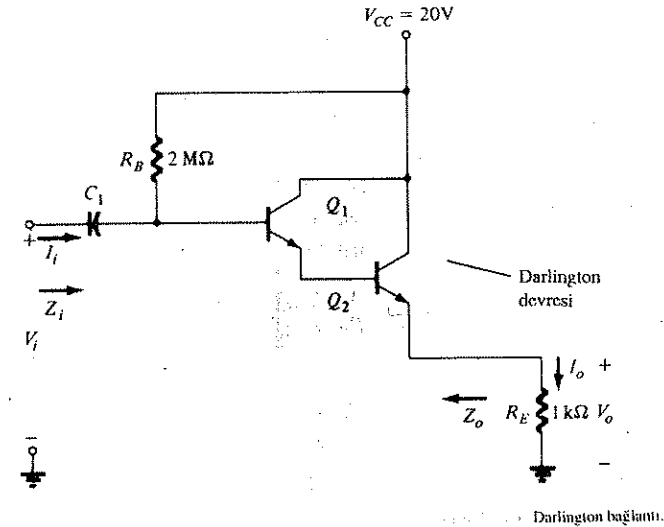 V_CC = 20V
R_B 2 MΩ
C_1
Q_1
+
I_i
Z_i
Q_2
Darlington
devresi
V_i
I_o +
Z_o
R_E 1 kΩ V_o
−
−
Darlington bağlantı.